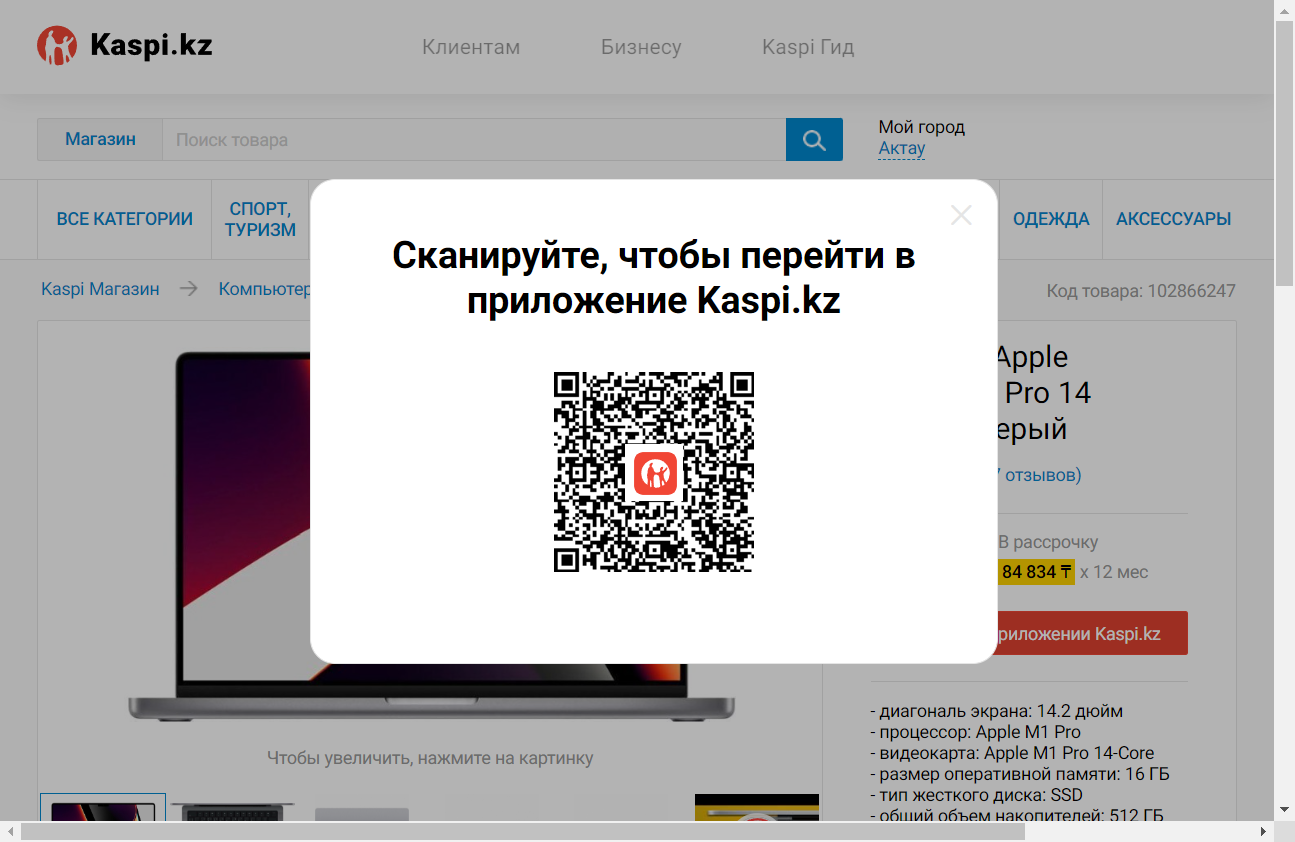 Kaspi.kz
Клиентам
Бизнесу
Kaspi Гид
Магазин
Поиск товара
Мой город
Актау
ВСЕ КАТЕГОРИИ
СПОРТ,
ТУРИЗМ
ОДЕЖДА
АКСЕССУАРЫ
Kaspi Магазин
Компьютер
Код товара: 102866247
Сканируйте, чтобы перейти в
приложение Kaspi.kz
Apple
Pro 14
ерый
отзывов)
В рассрочку
84 834 ₸ x 12 мес
риложении Kaspi.kz
- диагональ экрана: 14.2 дюйм
- процессор: Apple M1 Pro
- видеокарта: Apple M1 Pro 14-Core
- размер оперативной памяти: 16 ГБ
- тип жесткого диска: SSD
- общий объем накопителей: 512 ГБ
Чтобы увеличить, нажмите на картинку